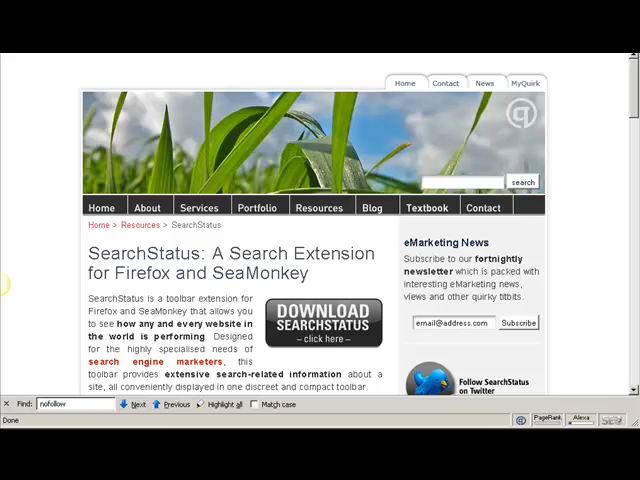 Home Contact News MyQuirk
search
Home About Services Portfolio Resources Blog Textbook Contact
Home > Resources > SearchStatus
SearchStatus: A Search Extension
for Firefox and SeaMonkey
SearchStatus is a toolbar extension for
Firefox and SeaMonkey that allows you
to see how any and every website in
the world is performing. Designed
for the highly specialised needs of
search engine marketers, this
toolbar provides extensive search-related information about a
site, all conveniently displayed in one discreet and compact toolbar.
DOWNLOAD
SEARCHSTATUS
– click here –
eMarketing News
Subscribe to our fortnightly
newsletter which is packed with
interesting eMarketing news,
views and other quirky titbits.
email@address.com Subscribe
Follow SearchStatus
on Twitter
Find: nofollow Next Previous Highlight all Match case
Done PageRank Alexa